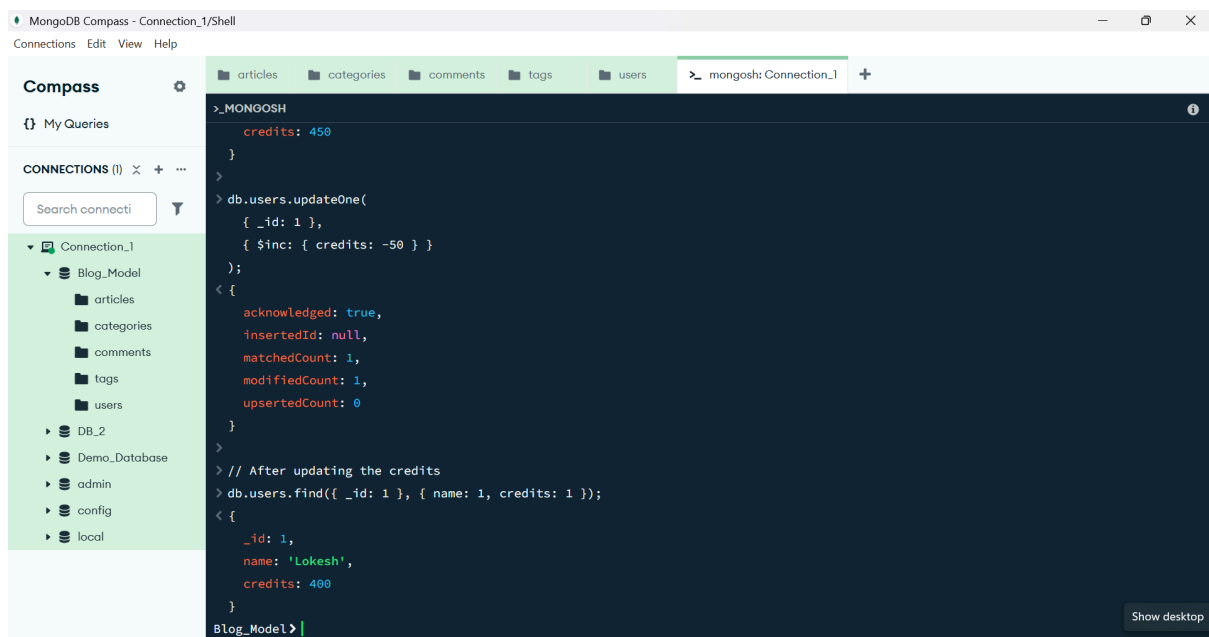 MongoDB Compass - Connection_1/Shell
Connections Edit View Help
Compass
{} My Queries
CONNECTIONS (1)
Search connecti
Connection_1
Blog_Model
articles
categories
comments
tags
users
DB_2
Demo_Database
admin
config
local
articles categories comments tags users >_ mongosh: Connection_1 +
>_MONGOSH
credits: 450
}
>
> db.users.updateOne(
{ _id: 1 },
{ $inc: { credits: -50 } }
);
< {
acknowledged: true,
insertedId: null,
matchedCount: 1,
modifiedCount: 1,
upsertedCount: 0
}
>
> // After updating the credits
> db.users.find({ _id: 1 }, { name: 1, credits: 1 });
< {
_id: 1,
name: 'Lokesh',
credits: 400
}
Blog_Model>
Show desktop